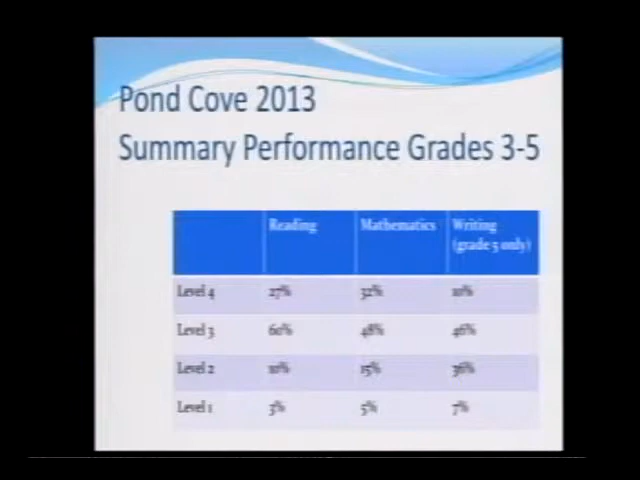 Pond Cove 2013
Summary Performance Grades 3-5
Reading Mathematics Writing
(grade 5 only)
Level 4 27% 32% 10%
Level 3 60% 48% 46%
Level 2 10% 15% 36%
Level 1 3% 5% 7%